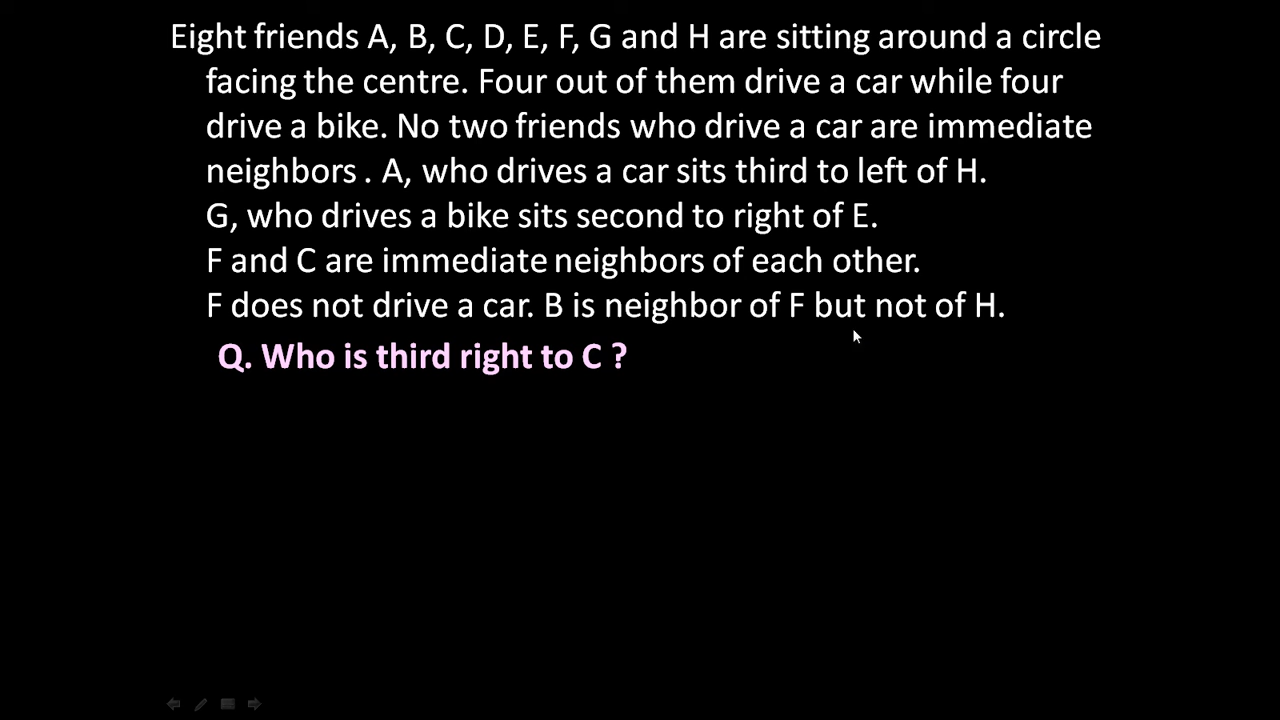 Eight friends A, B, C, D, E, F, G and H are sitting around a circle
facing the centre. Four out of them drive a car while four
drive a bike. No two friends who drive a car are immediate
neighbors . A, who drives a car sits third to left of H.
G, who drives a bike sits second to right of E.
F and C are immediate neighbors of each other.
F does not drive a car. B is neighbor of F but not of H.
Q. Who is third right to C ?